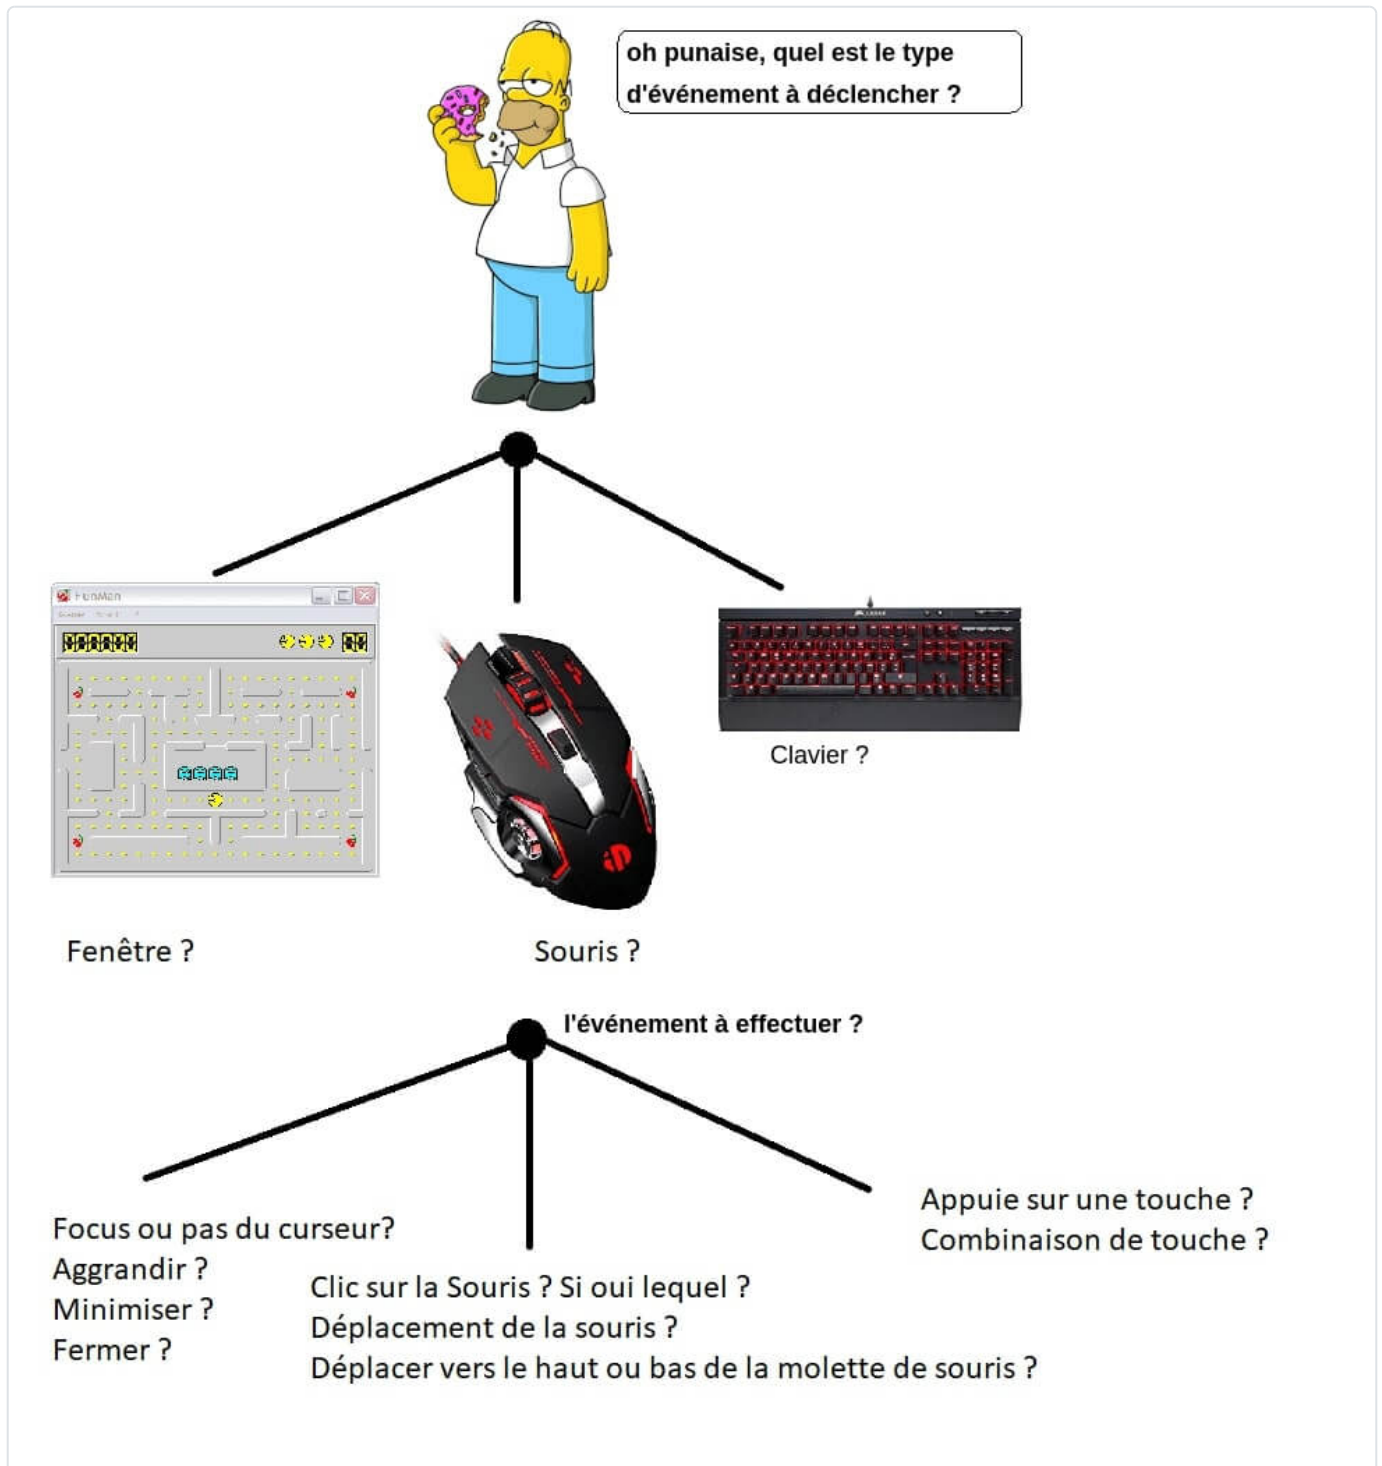 oh punaise, quel est le type
d'événement à déclencher ?
FunMan
Clavier ?
Fenêtre ?
Souris ?
l'événement à effectuer ?
Appuie sur une touche ?
Combinaison de touche ?
Focus ou pas du curseur?
Aggrandir ?
Minimiser ?
Fermer ?
Clic sur la Souris ? Si oui lequel ?
Déplacement de la souris ?
Déplacer vers le haut ou bas de la molette de souris ?